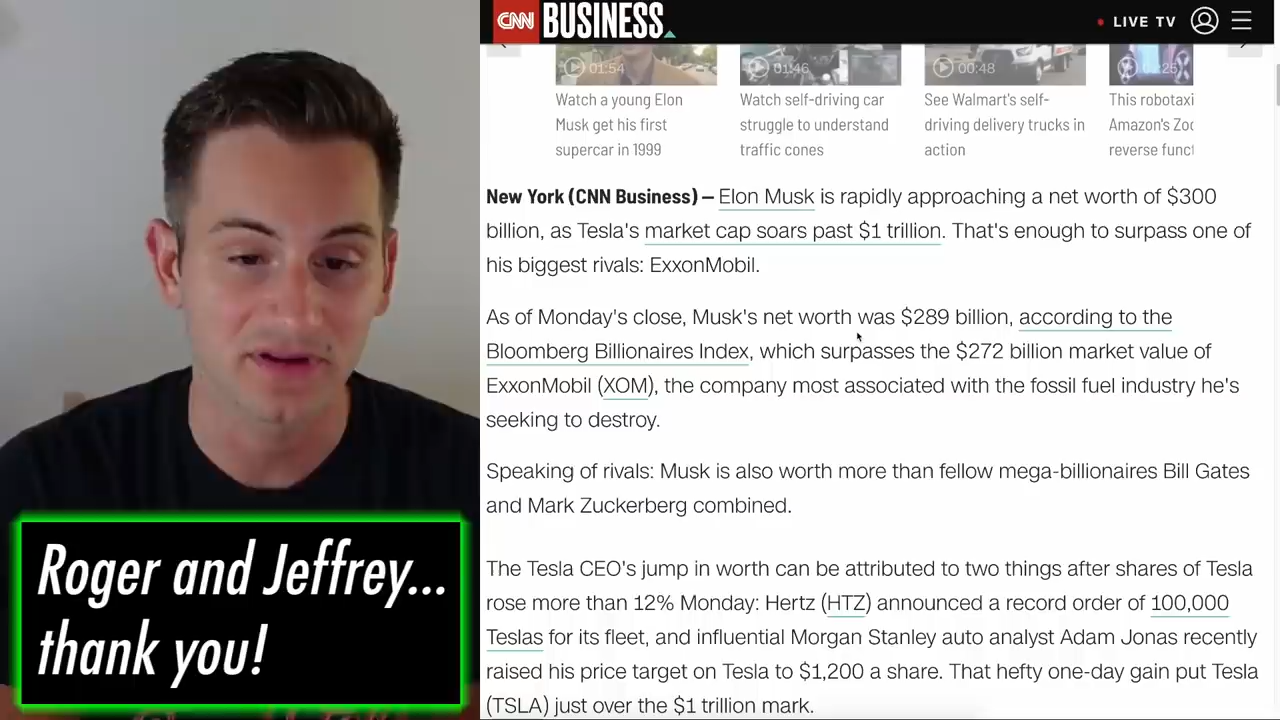 CNN BUSINESS
LIVE TV
01:54
01:46
00:48
Watch a young Elon
Musk get his first
supercar in 1999
Watch self-driving car
struggle to understand
traffic cones
See Walmart's self-
driving delivery trucks in
action
This robotaxi
Amazon's Zoo
reverse funct
New York (CNN Business) — Elon Musk is rapidly approaching a net worth of $300
billion, as Tesla's market cap soars past $1 trillion. That's enough to surpass one of
his biggest rivals: ExxonMobil.
As of Monday's close, Musk's net worth was $289 billion, according to the
Bloomberg Billionaires Index, which surpasses the $272 billion market value of
ExxonMobil (XOM), the company most associated with the fossil fuel industry he's
seeking to destroy.
Speaking of rivals: Musk is also worth more than fellow mega-billionaires Bill Gates
and Mark Zuckerberg combined.
The Tesla CEO's jump in worth can be attributed to two things after shares of Tesla
rose more than 12% Monday: Hertz (HTZ) announced a record order of 100,000
Teslas for its fleet, and influential Morgan Stanley auto analyst Adam Jonas recently
raised his price target on Tesla to $1,200 a share. That hefty one-day gain put Tesla
(TSLA) just over the $1 trillion mark.
Roger and Jeffrey...
thank you!